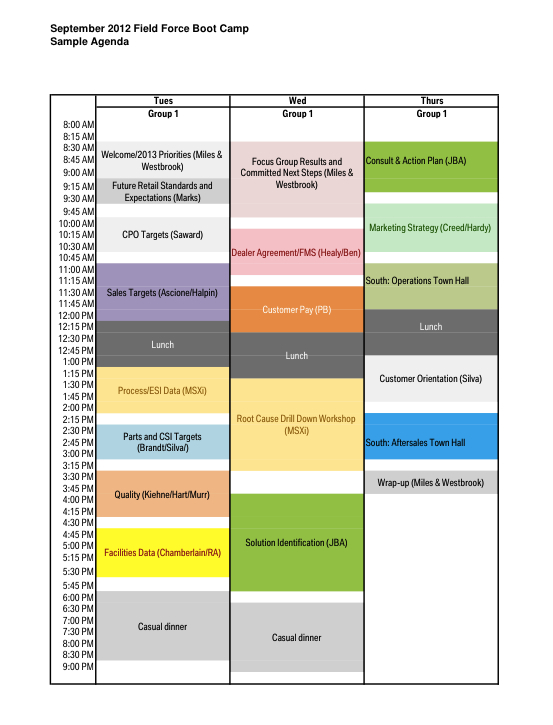 September 2012 Field Force Boot Camp
Sample Agenda
Tues
Wed
Thurs
Group 1
Group 1
Group 1
8:00 AM
8:15 AM
8:30 AM
8:45 AM
9:00 AM
9:15 AM
9:30 AM
9:45 AM
10:00 AM
10:15 AM
10:30 AM
10:45 AM
11:00 AM
11:15 AM
11:30 AM
11:45 AM
12:00 PM
12:15 PM
12:30 PM
12:45 PM
1:00 PM
1:15 PM
1:30 PM
1:45 PM
2:00 PM
2:15 PM
2:30 PM
2:45 PM
3:00 PM
3:15 PM
3:30 PM
3:45 PM
4:00 PM
4:15 PM
4:30 PM
4:45 PM
5:00 PM
5:15 PM
5:30 PM
5:45 PM
6:00 PM
6:30 PM
7:00 PM
7:30 PM
8:00 PM
8:30 PM
9:00 PM
Welcome/2013 Priorities (Miles &
Westbrook)
Future Retail Standards and
Expectations (Marks)
CPO Targets (Saward)
Sales Targets (Ascione/Halpin)
Lunch
Process/ESI Data (MSXi)
Parts and CSI Targets
(Brandt/Silva/)
Quality (Kiehne/Hart/Murr)
Facilities Data (Chamberlain/RA)
Casual dinner
Focus Group Results and
Committed Next Steps (Miles &
Westbrook)
Dealer Agreement/FMS (Healy/Ben)
Customer Pay (PB)
Lunch
Root Cause Drill Down Workshop
(MSXi)
Solution Identification (JBA)
Casual dinner
Consult & Action Plan (JBA)
Marketing Strategy (Creed/Hardy)
South: Operations Town Hall
Lunch
Customer Orientation (Silva)
South: Aftersales Town Hall
Wrap-up (Miles & Westbrook)